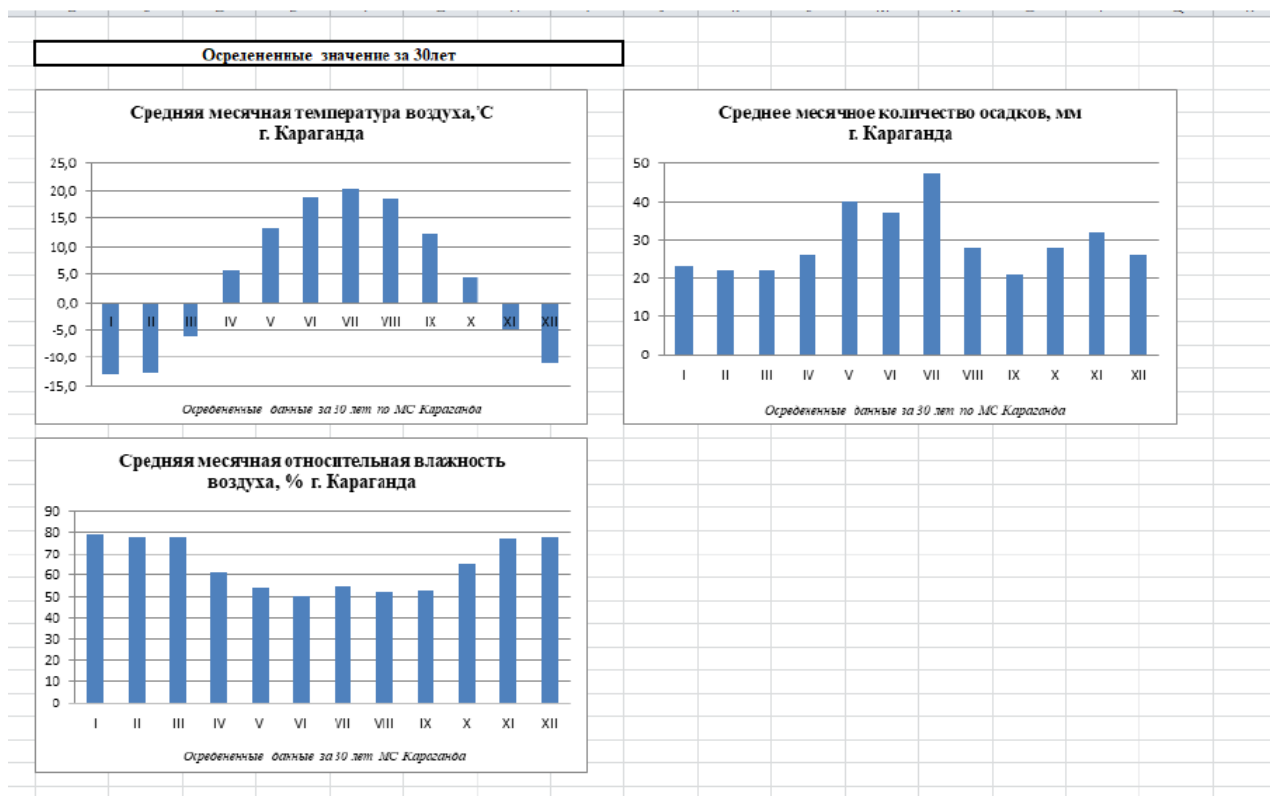 Осредененные значение за 30лет
Средняя месячная температура воздуха,°С
г. Караганда
25,0
20,0
15,0
10,0
5,0
0,0
-5,0
-10,0
-15,0
I II III IV V VI VII VIII IX X XI XII
Осредененные данные за 30 лет по МС Караганда
Среднее месячное количество осадков, мм
г. Караганда
50
40
30
20
10
0
I II III IV V VI VII VIII IX X XI XII
Осредененные данные за 30 лет по МС Караганда
Средняя месячная относительная влажность
воздуха, % г. Караганда
90
80
70
60
50
40
30
20
10
0
I II III IV V VI VII VIII IX X XI XII
Осредененные данные за 30 лет МС Караганда